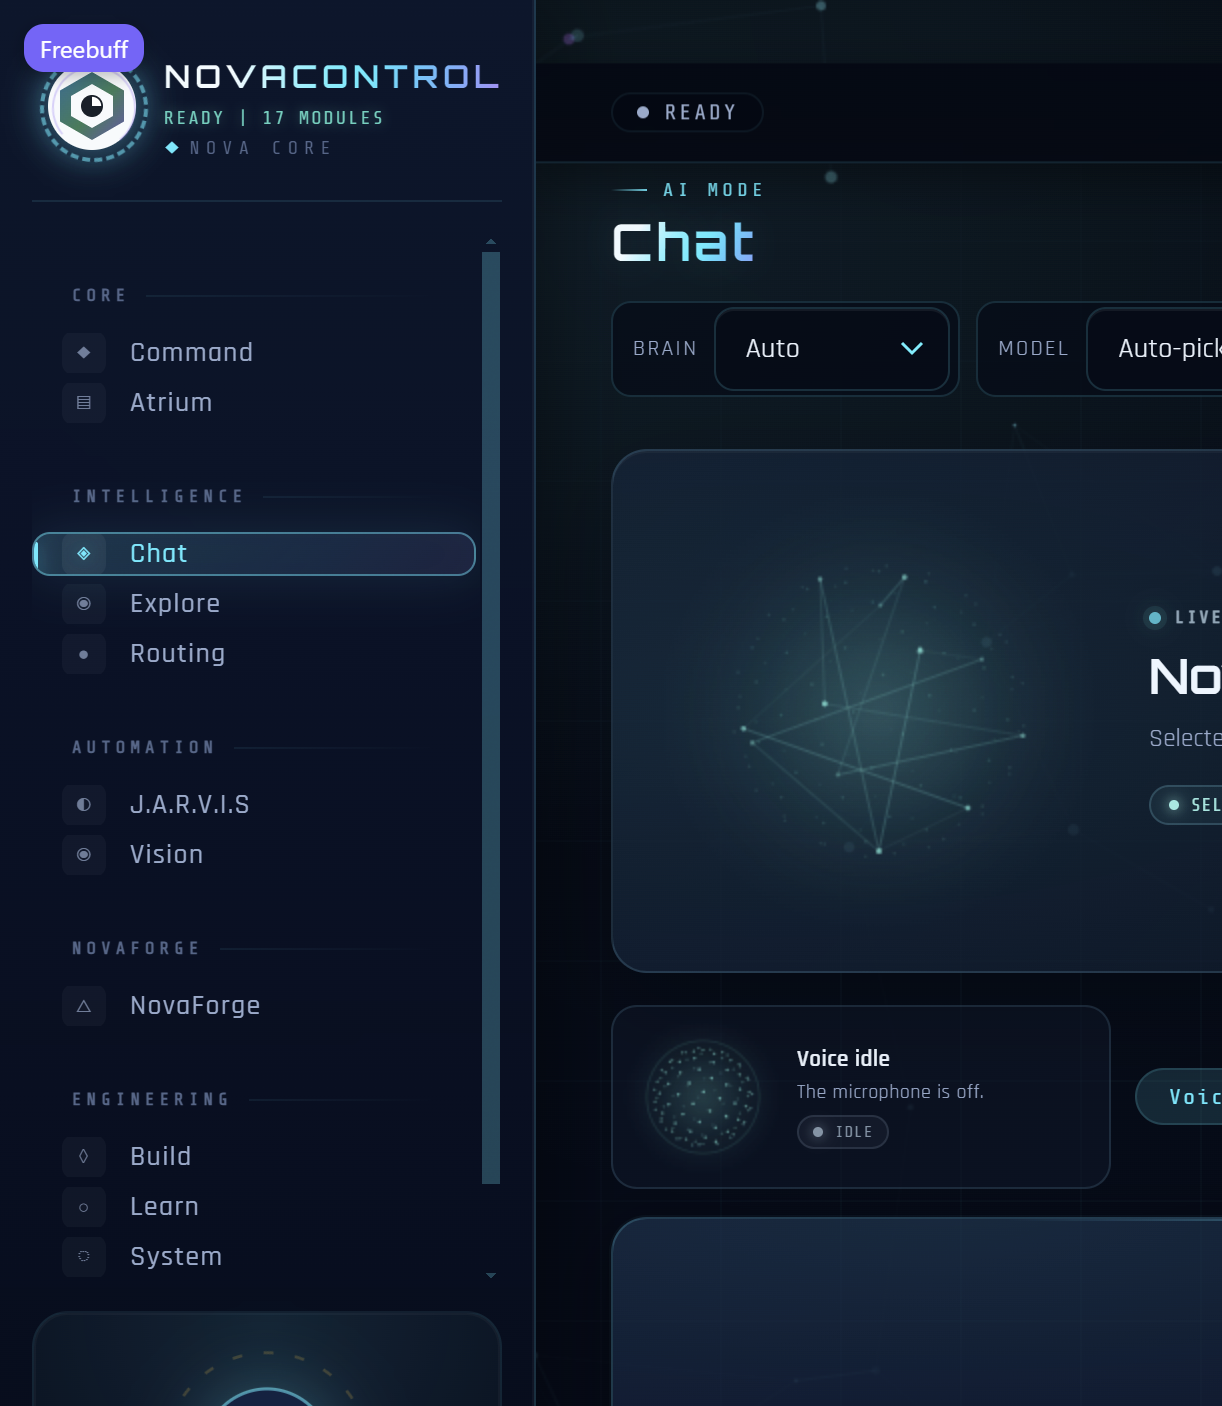 Freebuff
NOVACONTROL
READY | 17 MODULES
NOVA CORE
CORE
Command
Atrium
INTELLIGENCE
Chat
Explore
Routing
AUTOMATION
J.A.R.V.I.S
Vision
NOVAFORGE
NovaForge
ENGINEERING
Build
Learn
System
READY
AI MODE
Chat
BRAIN
Auto
MODEL
Auto-pick
LIVE
No
Selecte
SEL
Voice idle
The microphone is off.
IDLE
Voic